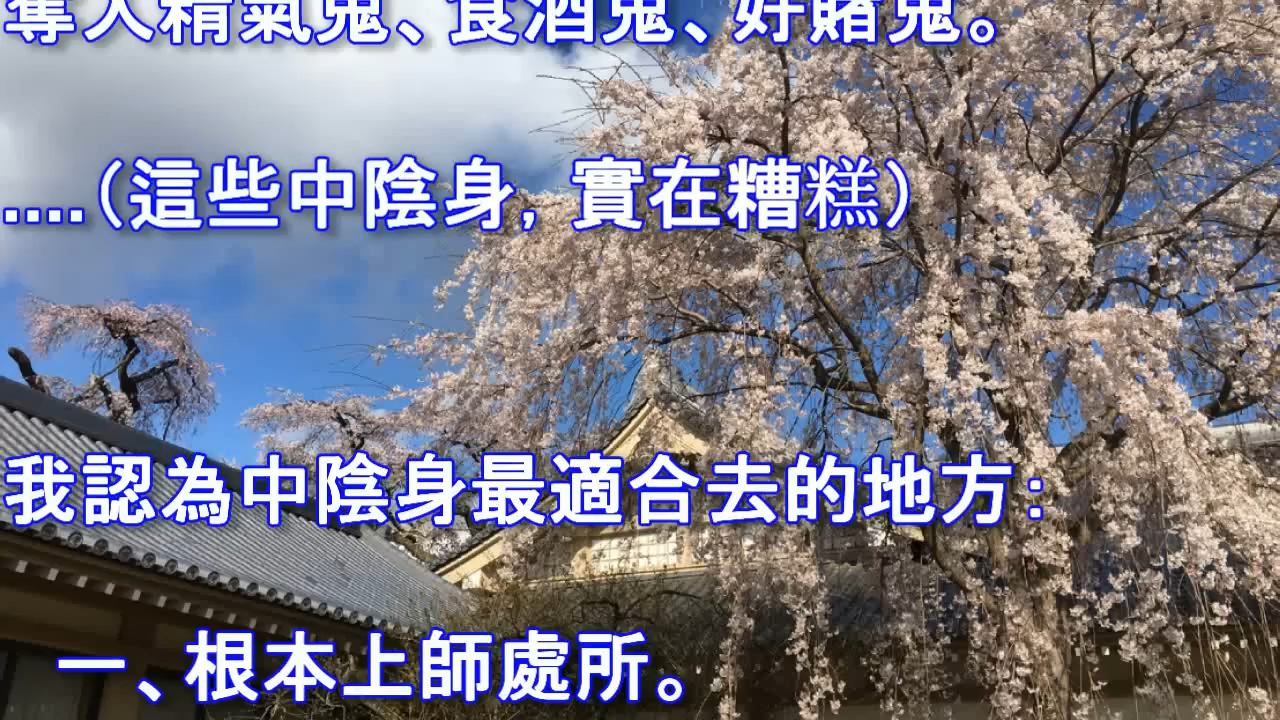 奪人精氣鬼、食酒鬼、好賭鬼。
....(這些中陰身, 實在糟糕)
我認為中陰身最適合去的地方:
一、根本上師處所。